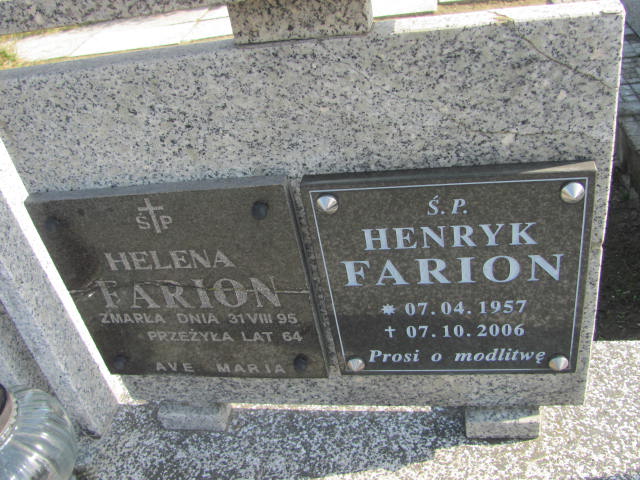 Ś P
HELENA
FARION
ZMARŁA DNIA 31 VIII 95
PRZEŻYŁA LAT 64
AVE MARIA
Ś.P.
HENRYK
FARION
* 07.04.1957
✝ 07.10.2006
Prosi o modlitwę